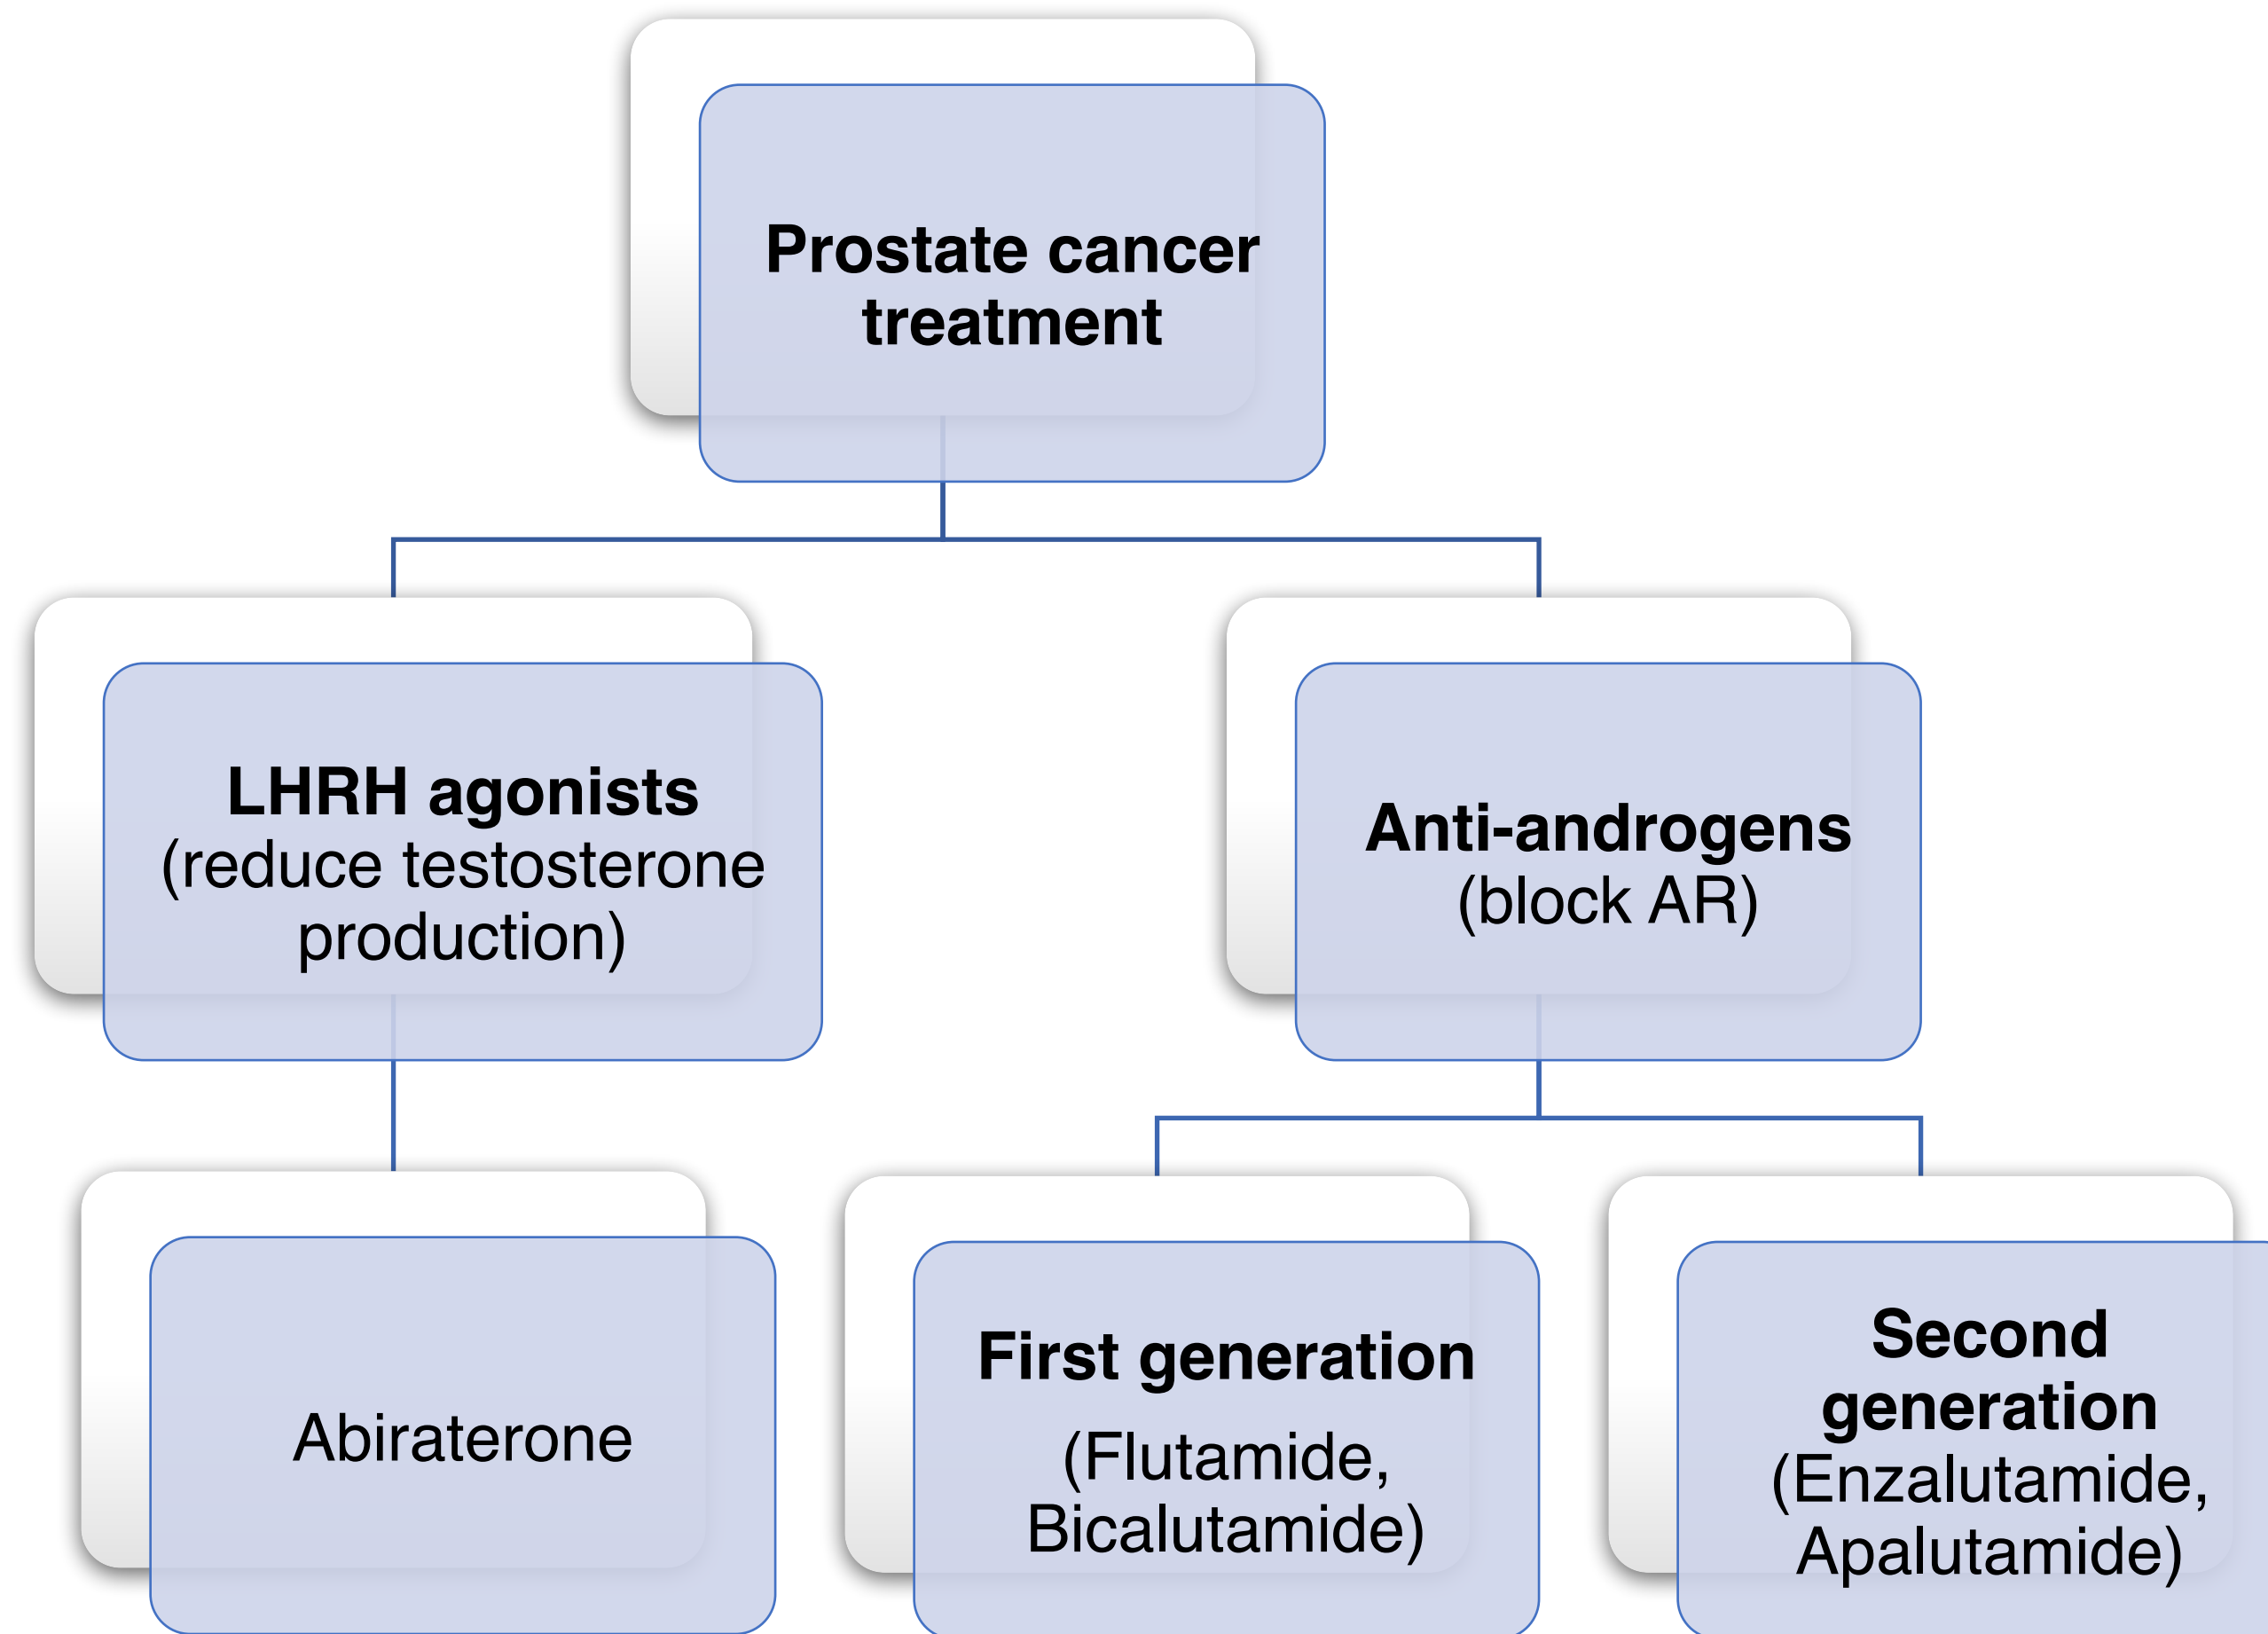 Prostate cancer
treatment
LHRH agonists
(reduce testosterone
production)
Anti-androgens
(block AR)
Abiraterone
First generation
(Flutamide,
Bicalutamide)
Second
generation
(Enzalutamide,
Apalutamide)